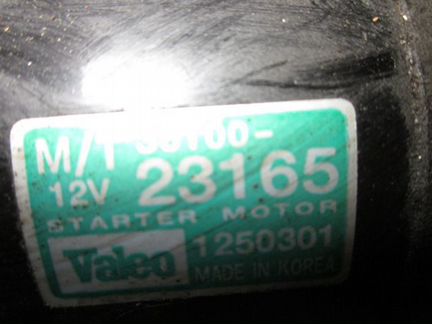 M/T 36100-
12V 23165
STARTER MOTOR
Valeo 1250301
MADE IN KOREA